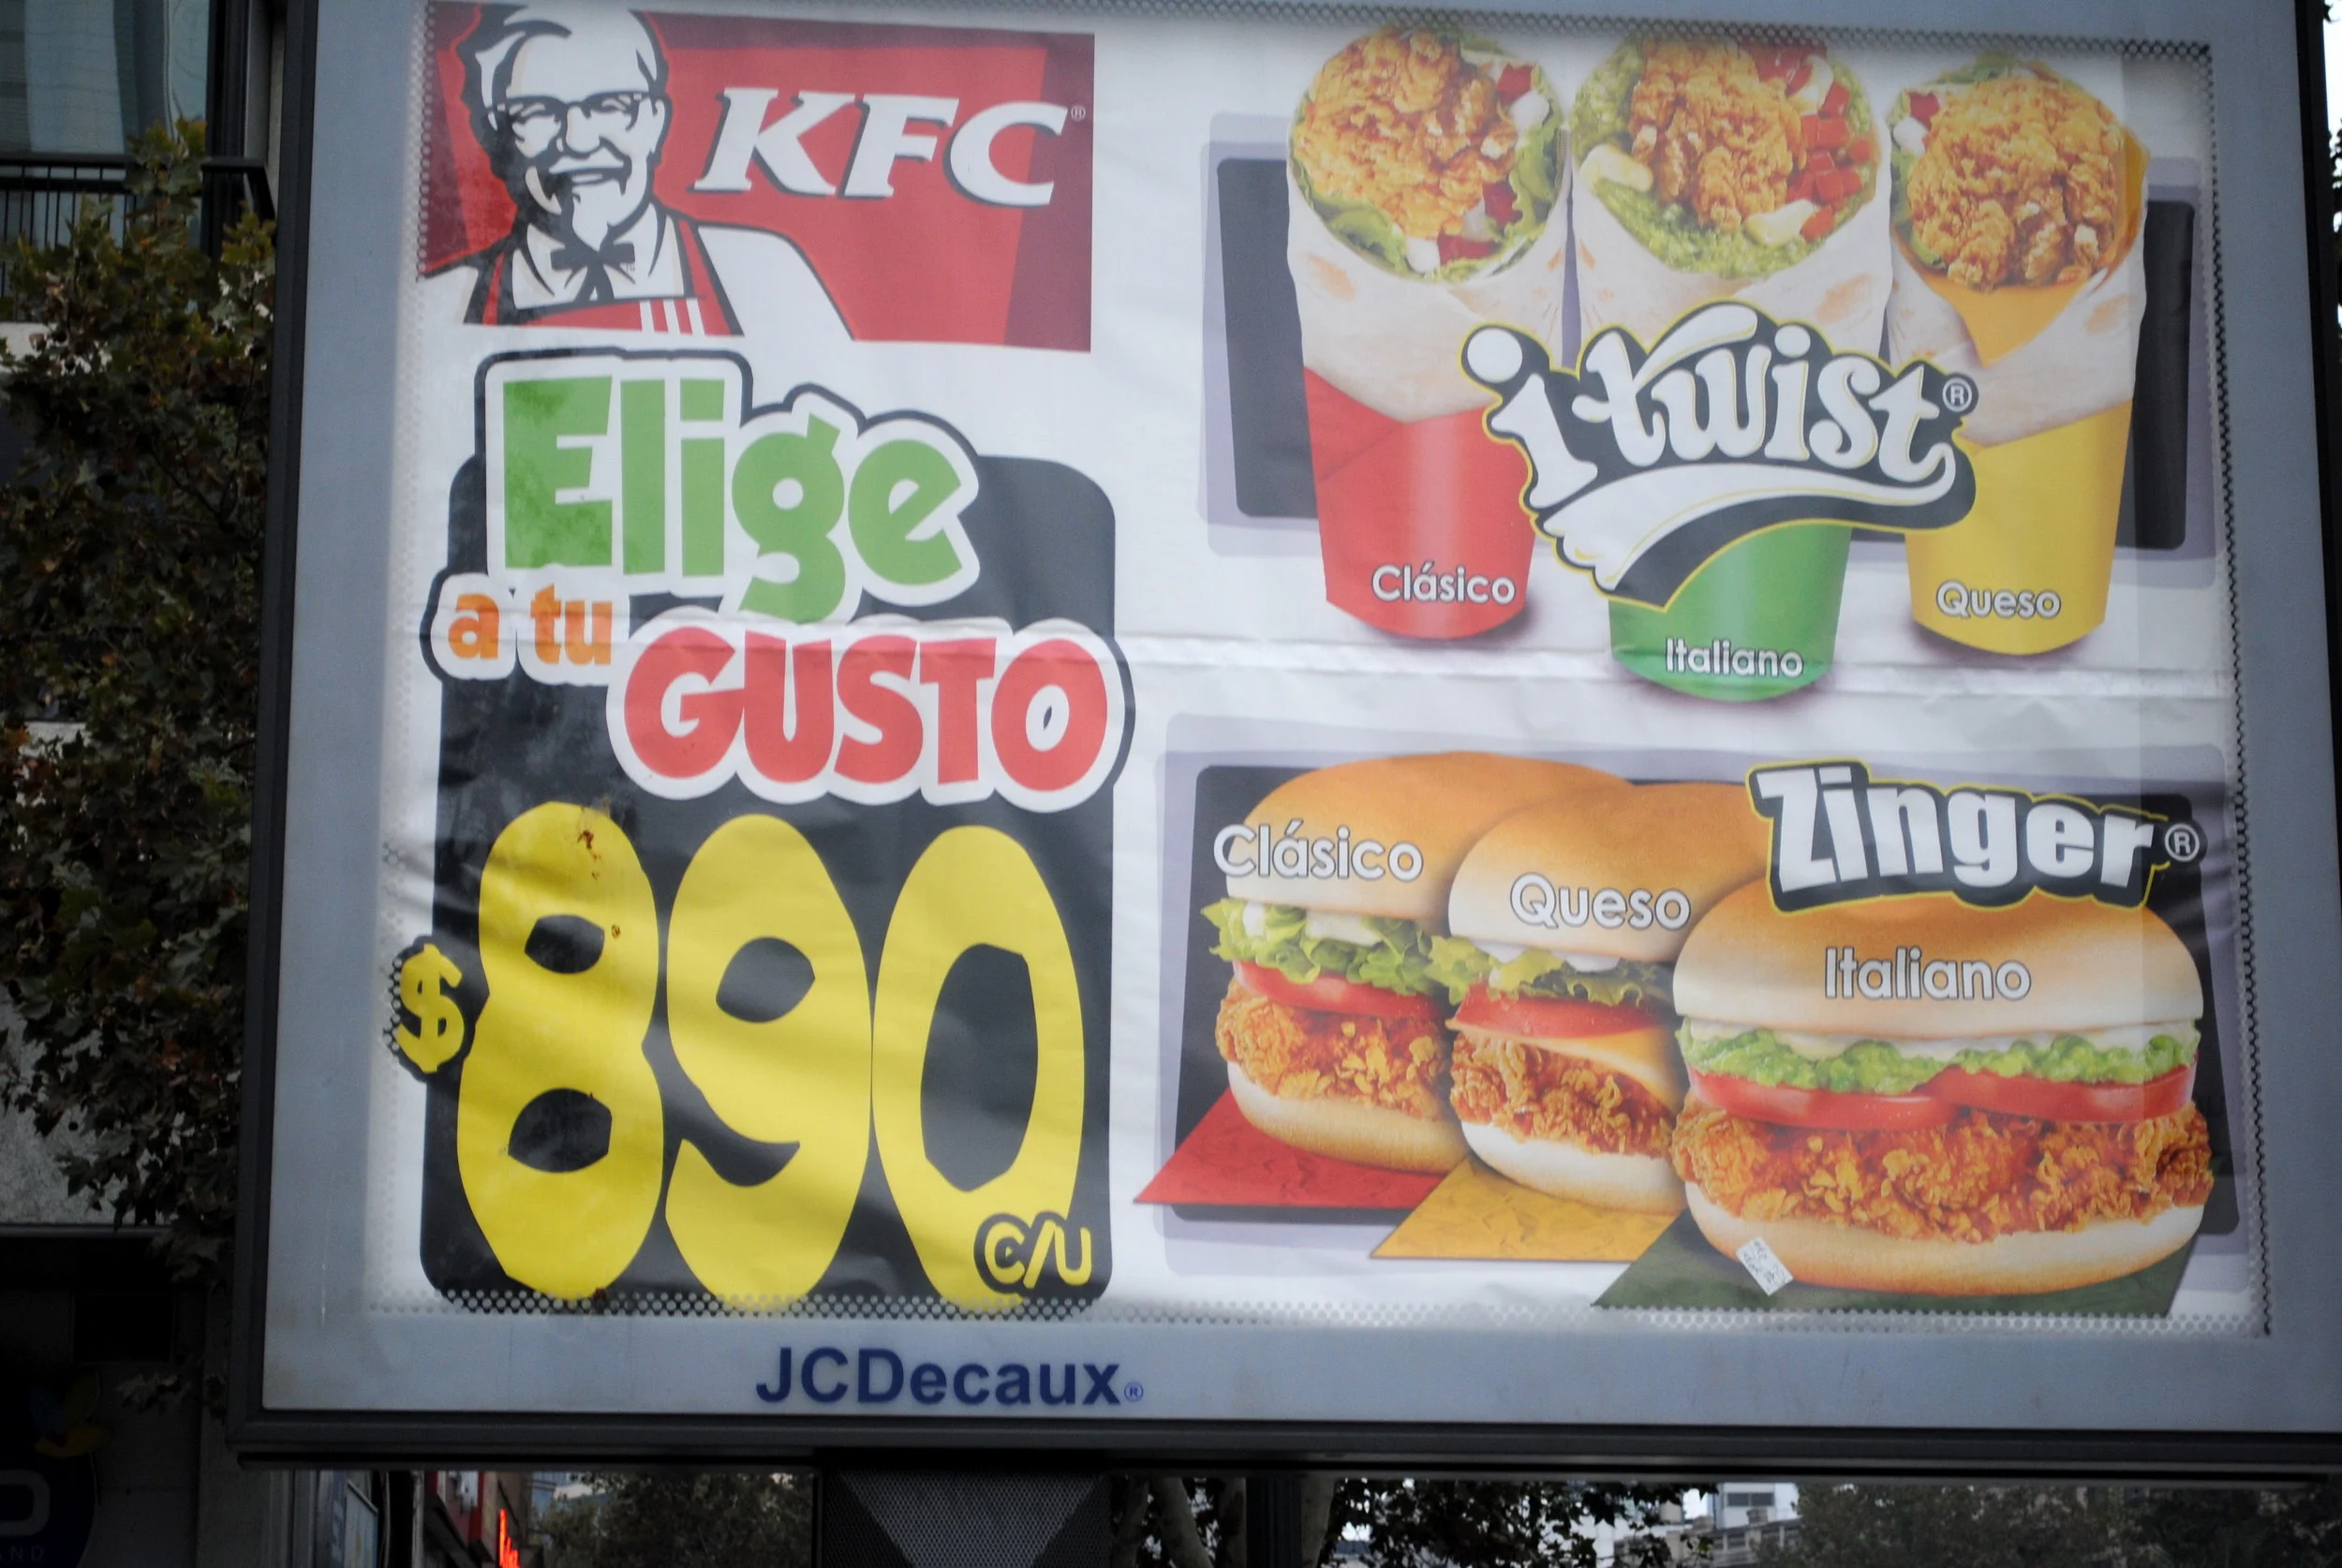 KFC®
Elige
a tu
GUSTO
$890
c/u
i-twist®
Clásico
Italiano
Queso
Zinger®
Clásico
Queso
Italiano
JCDecaux®